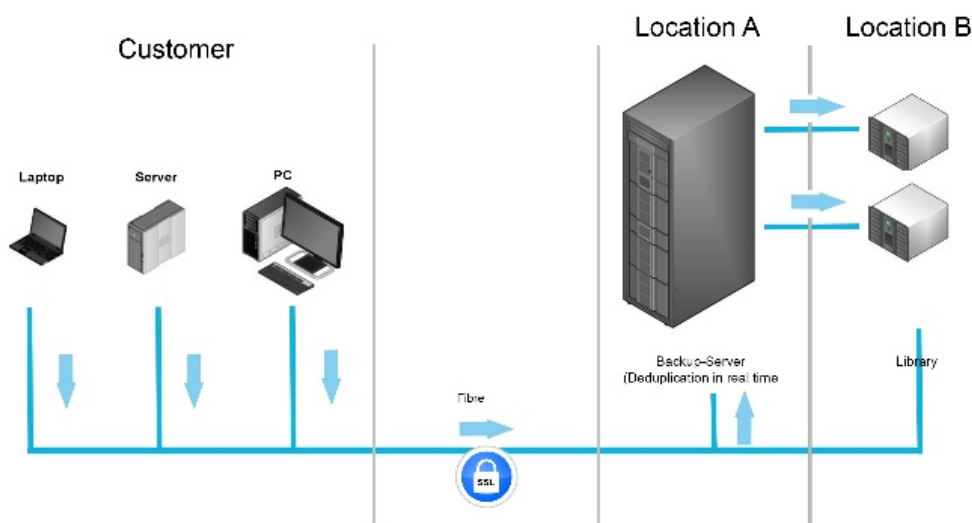 Customer
Location A
Location B
Laptop
Server
PC
Backup-Server
(Deduplication in real time
Library
Fibre
SSL